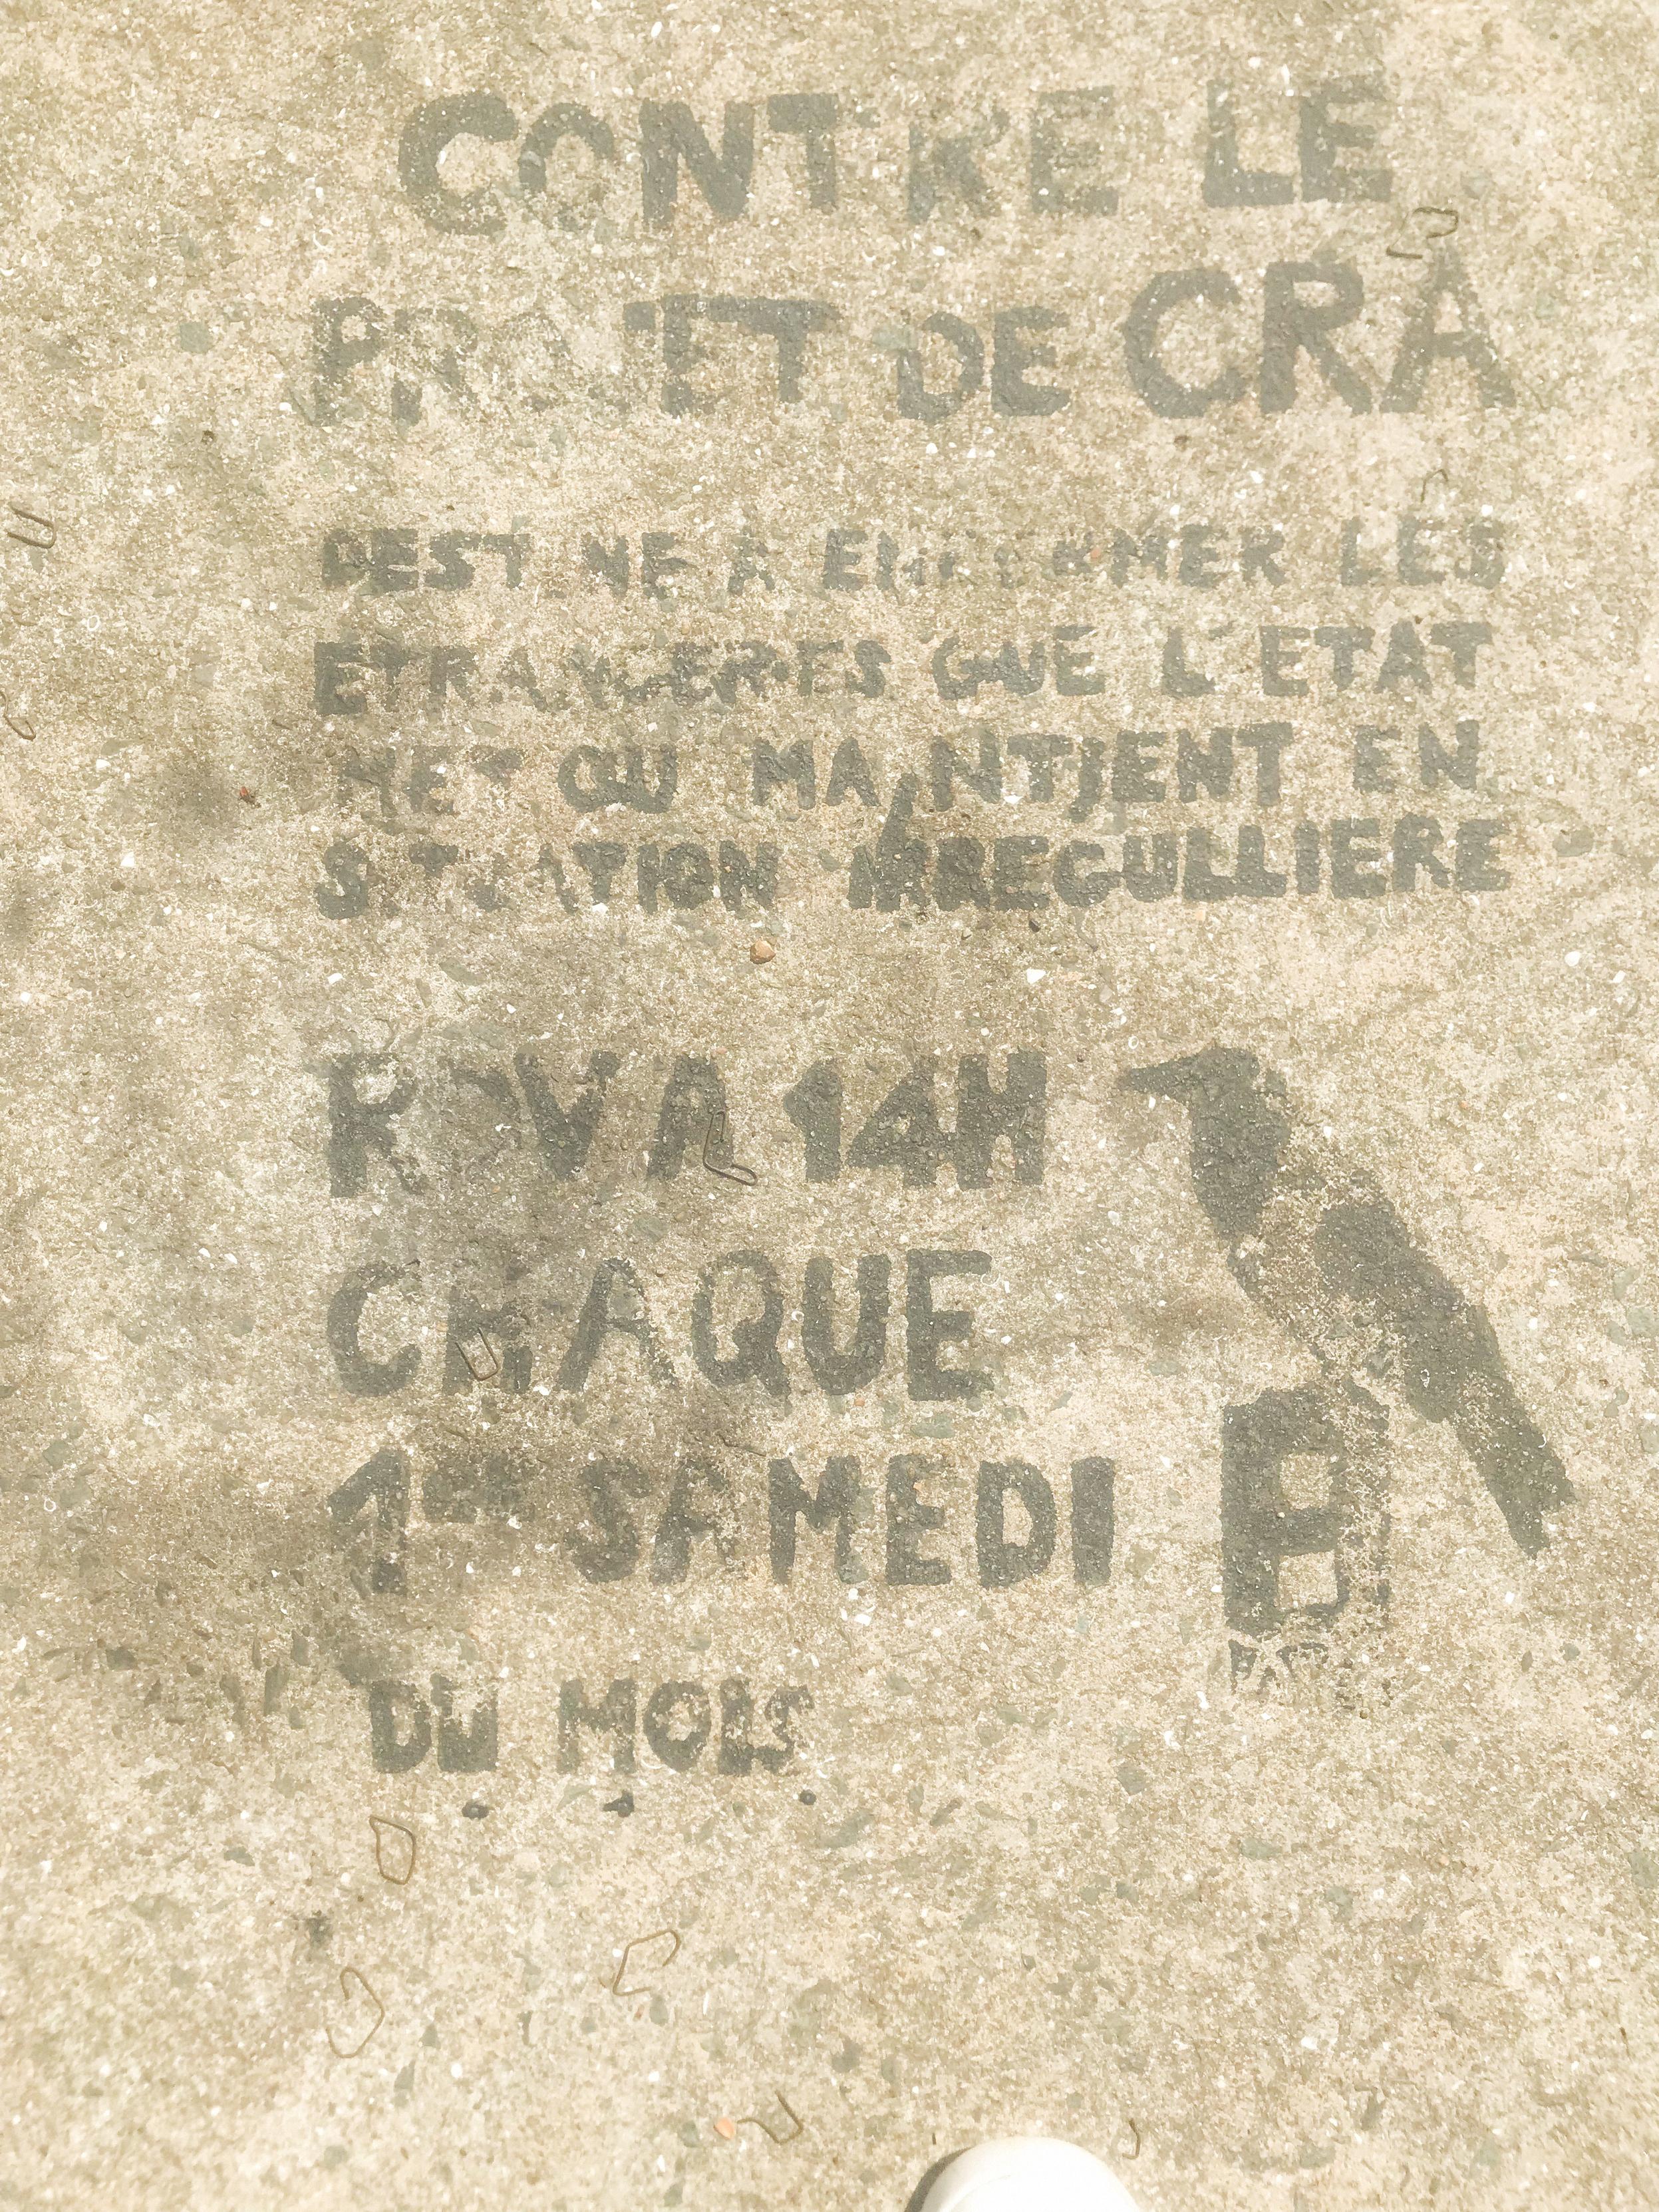 CONTRE LE
PROJET DE CRA
DESTINE A ENFERMER LES
ETRANGERES QUE L'ETAT
MET OU MAINTIENT EN
SITUATION IRREGULLIERE
RDV A 14H
CHAQUE
1ER SAMEDI
DU MOIS